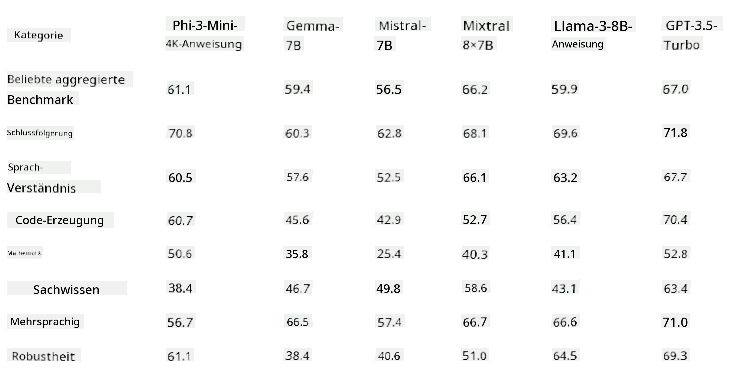 Kategorie Phi-3-Mini- Gemma- Mistral- Mixtral Llama-3-8B- GPT-3.5-
4K-Anweisung 7B 7B 8×7B Anweisung Turbo
Beliebte aggregierte
Benchmark 61.1 59.4 56.5 66.2 59.9 67.0
Schlussfolgerung 70.8 60.3 62.8 68.1 69.6 71.8
Sprach-
Verständnis 60.5 57.6 52.5 66.1 63.2 67.7
Code-Erzeugung 60.7 45.6 42.9 52.7 56.4 70.4
Mathematik 50.6 35.8 25.4 40.3 41.1 52.8
Sachwissen 38.4 46.7 49.8 58.6 43.1 63.4
Mehrsprachig 56.7 66.5 57.4 66.7 66.6 71.0
Robustheit 61.1 38.4 40.6 51.0 64.5 69.3